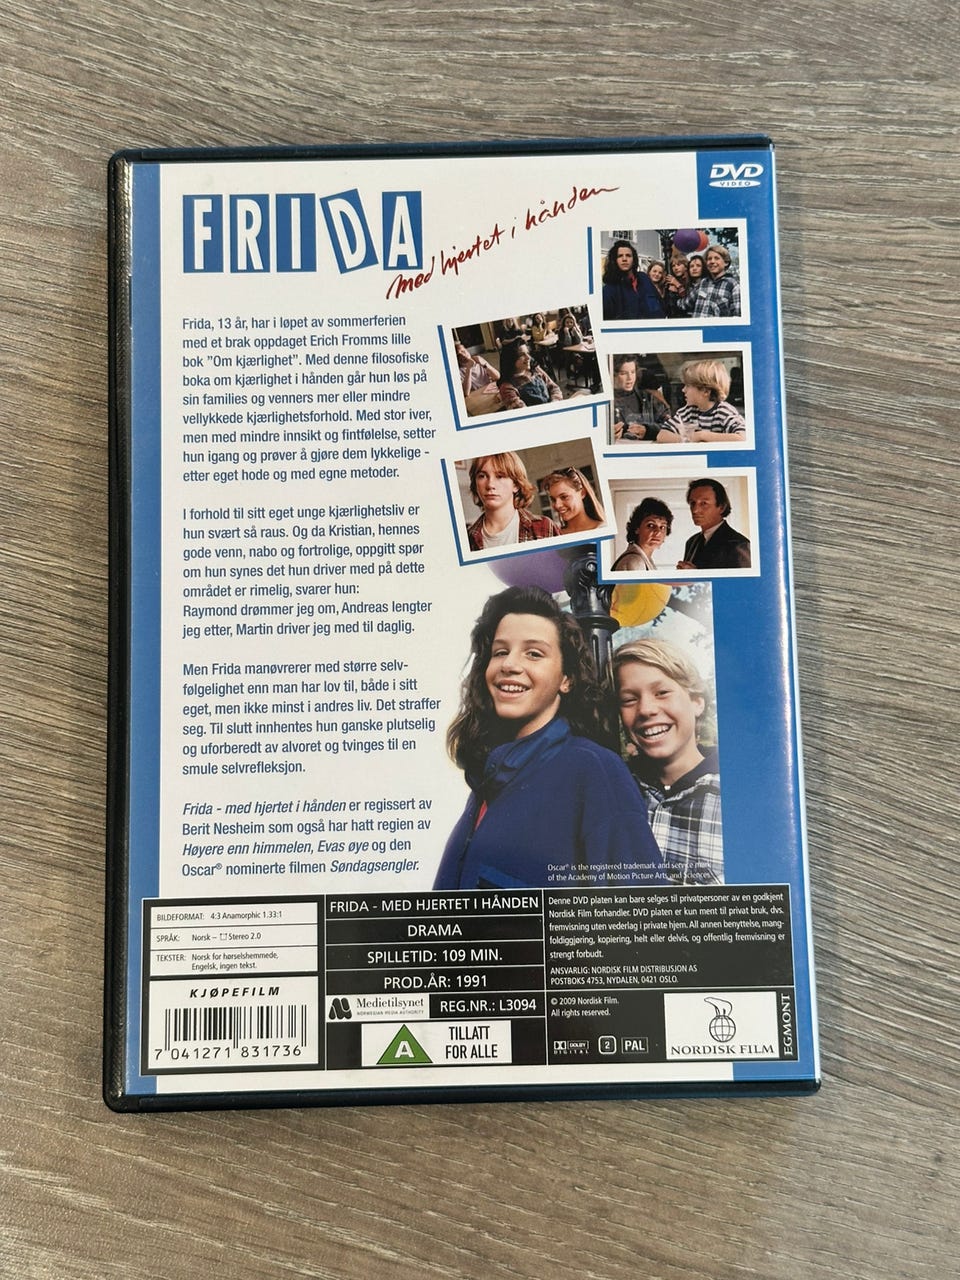 DVD
VIDEO
FRIDA
med hjertet i hånden
Frida, 13 år, har i løpet av sommerferien
med et brak oppdaget Erich Fromms lille
bok "Om kjærlighet". Med denne filosofiske
boka om kjærlighet i hånden går hun løs på
sin families og venners mer eller mindre
vellykkede kjærlighetsforhold. Med stor iver,
men med mindre innsikt og fintfølelse, setter
hun igang og prøver å gjøre dem lykkelige -
etter eget hode og med egne metoder.
I forhold til sitt eget unge kjærlighetsliv er
hun svært så raus. Og da Kristian, hennes
gode venn, nabo og fortrolige, oppgitt spør
om hun synes det hun driver med på dette
området er rimelig, svarer hun:
Raymond drømmer jeg om, Andreas lengter
jeg etter, Martin driver jeg med til daglig.
Men Frida manøvrerer med større selv-
følgelighet enn man har lov til, både i sitt
eget, men ikke minst i andres liv. Det straffer
seg. Til slutt innhentes hun ganske plutselig
og uforberedt av alvoret og tvinges til en
smule selvrefleksjon.
Frida - med hjertet i hånden er regissert av
Berit Nesheim som også har hatt regien av
Høyere enn himmelen, Evas øye og den
Oscar® nominerte filmen Søndagsengler.
Oscar® is the registered trademark and service mark
of the Academy of Motion Picture Arts and Sciences.
BILDEFORMAT: 4:3 Anamorphic 1.33:1
SPRÅK: Norsk – Stereo 2.0
TEKSTER: Norsk for hørselshemmede,
Engelsk, ingen tekst.
KJØPEFILM
7 041271 831736
FRIDA - MED HJERTET I HÅNDEN
DRAMA
SPILLETID: 109 MIN.
PROD.ÅR: 1991
Medietilsynet
NORWEGIAN MEDIA AUTHORITY
REG.NR.: L3094
A
TILLATT
FOR ALLE
Denne DVD platen kan bare selges til privatpersoner av en godkjent
Nordisk Film forhandler. DVD platen er kun ment til privat bruk, dvs.
fremvisning uten vederlag i private hjem. All annen benyttelse, mang-
foldiggjøring, kopiering, helt eller delvis, og offentlig fremvisning er
strengt forbudt.
ANSVARLIG: NORDISK FILM DISTRIBUSJON AS
POSTBOKS 4753, NYDALEN, 0421 OSLO.
© 2009 Nordisk Film.
All rights reserved.
DOLBY
DIGITAL
2
PAL
NORDISK FILM
EGMONT